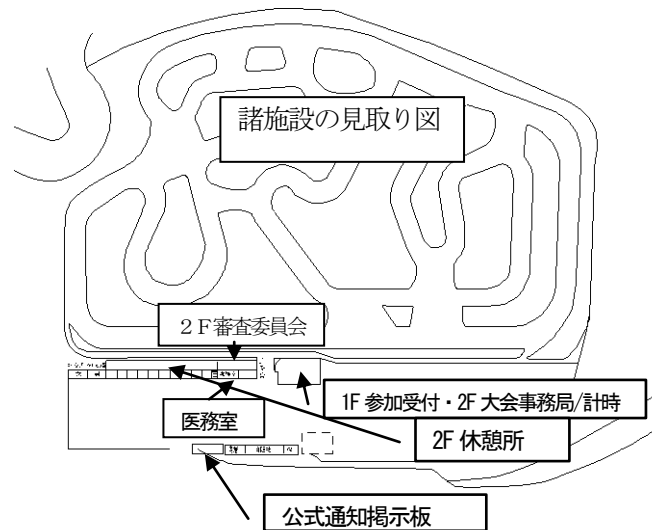 諸施設の見取り図
２Ｆ審査委員会
1F 参加受付・2F 大会事務局/計時
医務室
2F 休憩所
公式通知掲示板